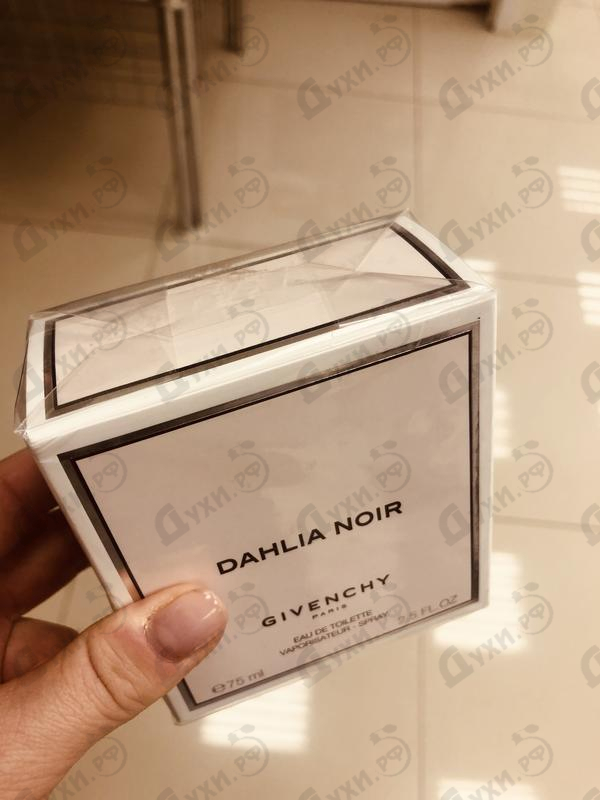 DAHLIA NOIR
GIVENCHY
PARIS
EAU DE TOILETTE
VAPORISATEUR - SPRAY
℮75 ml 2.5 FL.OZ
Духи.рф